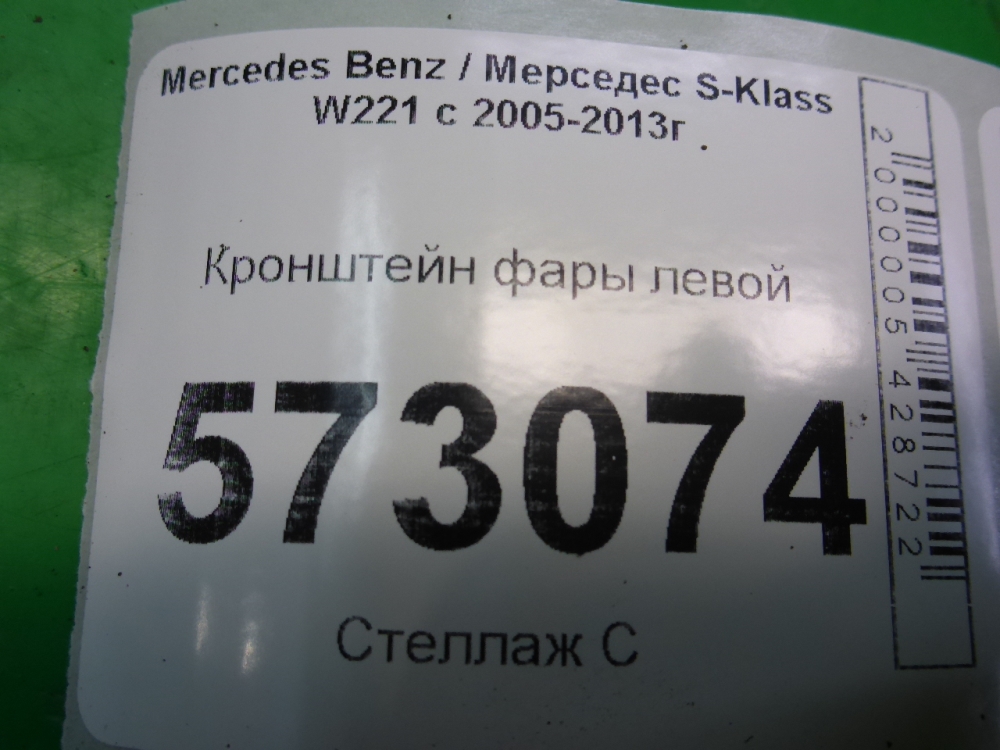 Mercedes Benz / Мерседес S-Klass
W221 с 2005-2013г
Кронштейн фары левой
573074
Стеллаж С
2000005428722